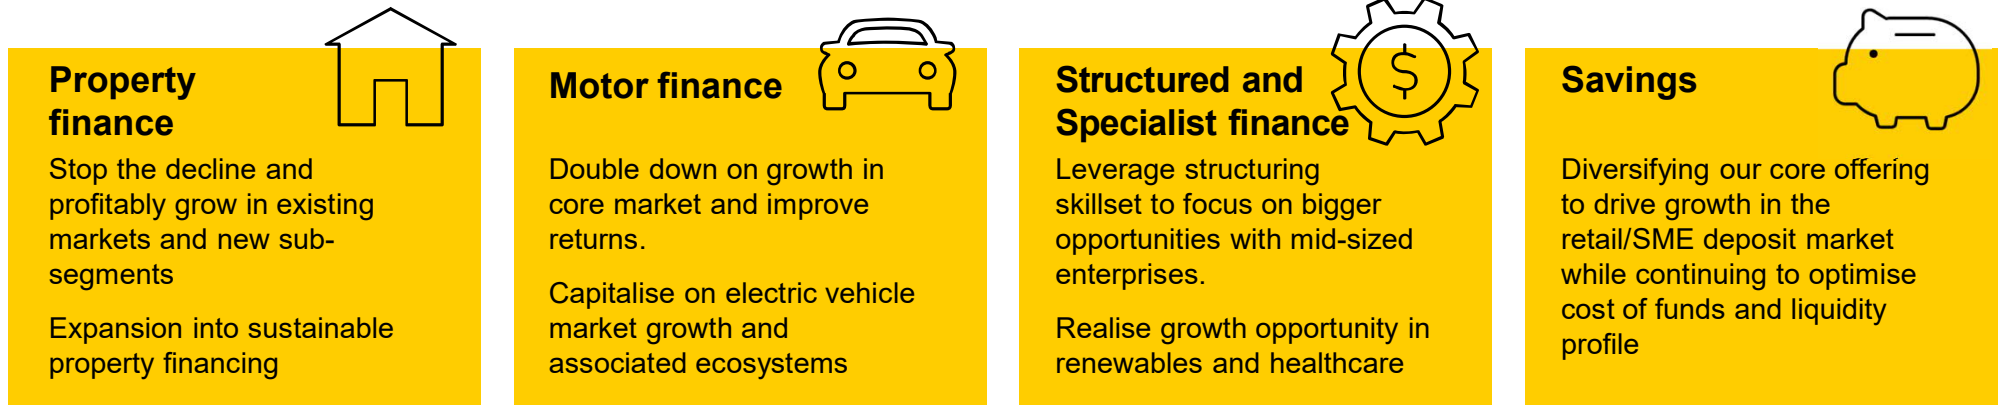 Property
finance
Stop the decline and
profitably grow in existing
markets and new sub-
segments
Expansion into sustainable
property financing
Motor finance
Double down on growth in
core market and improve
returns.
Capitalise on electric vehicle
market growth and
associated ecosystems
$
Structured and
Specialist finance
Leverage structuring
skillset to focus on bigger
opportunities with mid-sized
enterprises.
Realise growth opportunity in
renewables and healthcare
Savings
Diversifying our core offering
to drive growth in the
retail/SME deposit market
while continuing to optimise
cost of funds and liquidity
profile